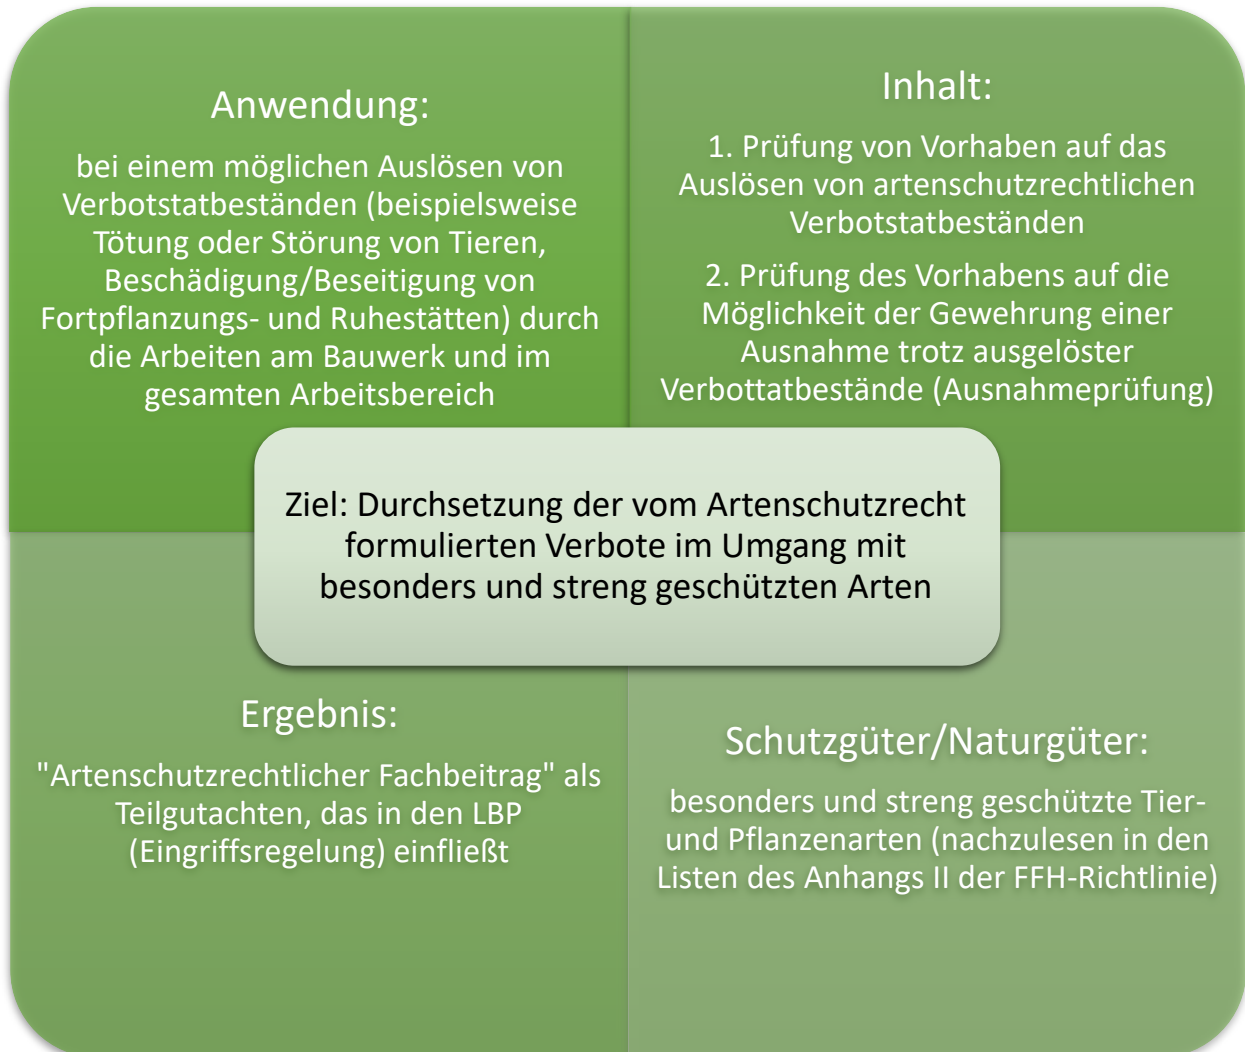 Anwendung:
bei einem möglichen Auslösen von
Verbotstatbeständen (beispielsweise
Tötung oder Störung von Tieren,
Beschädigung/Beseitigung von
Fortpflanzungs- und Ruhestätten) durch
die Arbeiten am Bauwerk und im
gesamten Arbeitsbereich
Inhalt:
1. Prüfung von Vorhaben auf das
Auslösen von artenschutzrechtlichen
Verbotstatbeständen
2. Prüfung des Vorhabens auf die
Möglichkeit der Gewehrung einer
Ausnahme trotz ausgelöster
Verbottatbestände (Ausnahmeprüfung)
Ziel: Durchsetzung der vom Artenschutzrecht
formulierten Verbote im Umgang mit
besonders und streng geschützten Arten
Ergebnis:
"Artenschutzrechtlicher Fachbeitrag" als
Teilgutachten, das in den LBP
(Eingriffsregelung) einfließt
Schutzgüter/Naturgüter:
besonders und streng geschützte Tier-
und Pflanzenarten (nachzulesen in den
Listen des Anhangs II der FFH-Richtlinie)